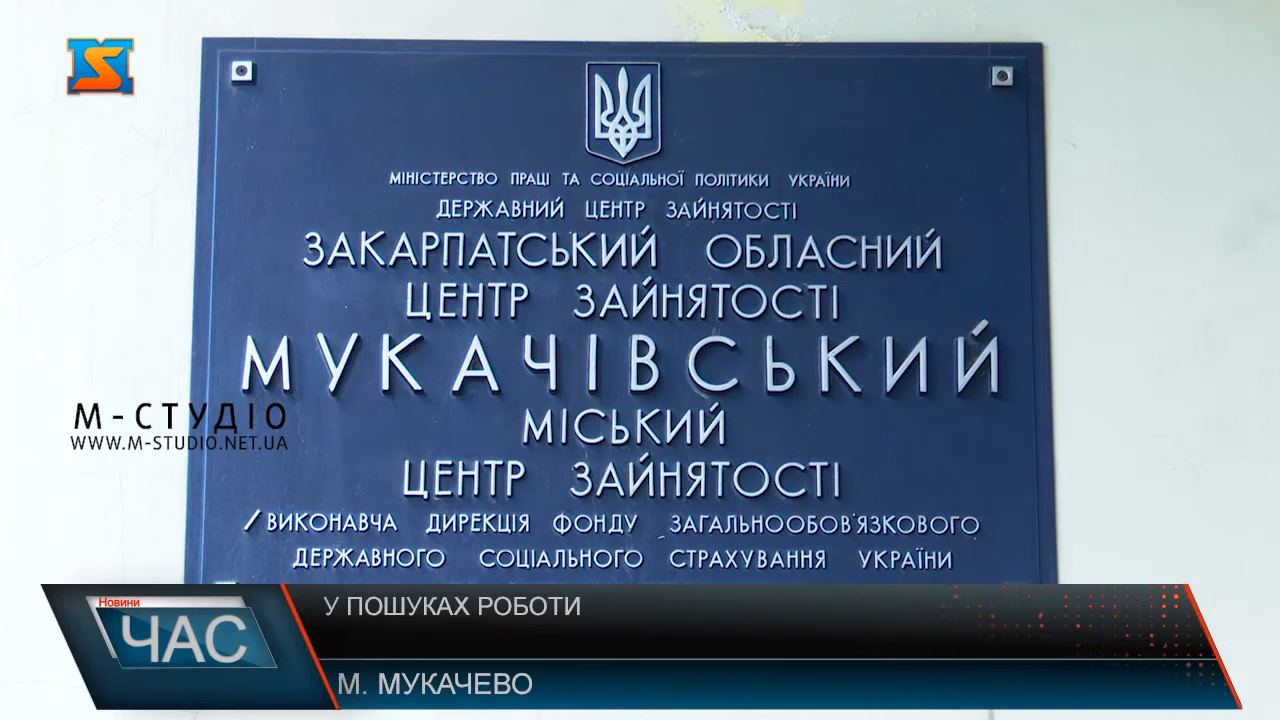 МІНІСТЕРСТВО ПРАЦІ ТА СОЦІАЛЬНОЇ ПОЛІТИКИ УКРАЇНИ
ДЕРЖАВНИЙ ЦЕНТР ЗАЙНЯТОСТІ
ЗАКАРПАТСЬКИЙ ОБЛАСНИЙ
ЦЕНТР ЗАЙНЯТОСТІ
МУКАЧІВСЬКИЙ
МІСЬКИЙ
ЦЕНТР ЗАЙНЯТОСТІ
/ВИКОНАВЧА ДИРЕКЦІЯ ФОНДУ ЗАГАЛЬНООБОВ'ЯЗКОВОГО
ДЕРЖАВНОГО СОЦІАЛЬНОГО СТРАХУВАННЯ УКРАЇНИ
М-СТУДІО
WWW.M-STUDIO.NET.UA
Новини
ЧАС
У ПОШУКАХ РОБОТИ
М. МУКАЧЕВО